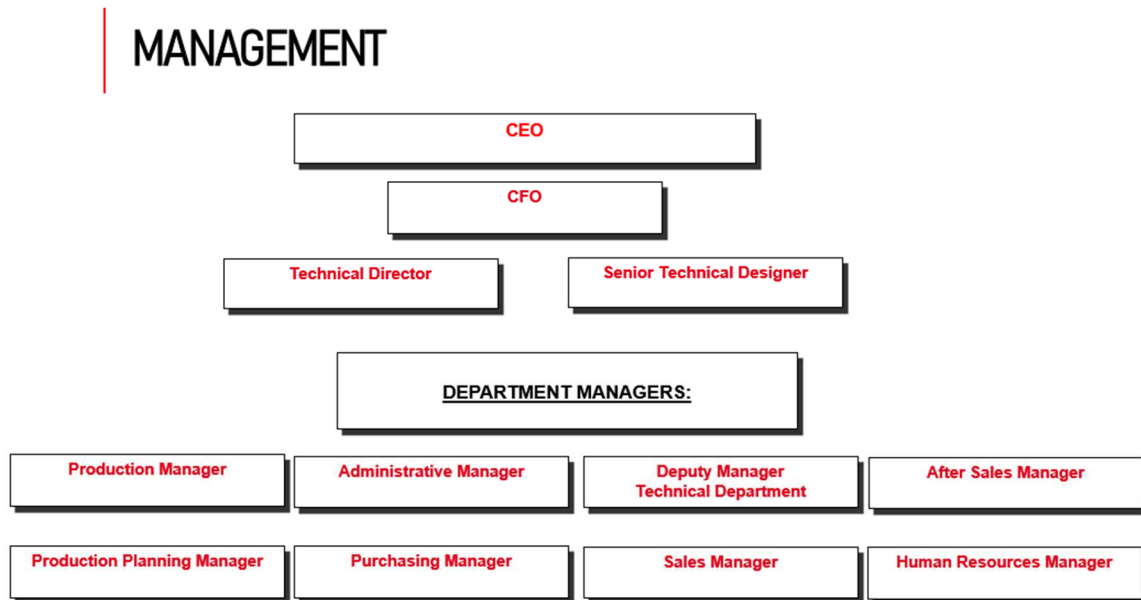 MANAGEMENT
CEO
CFO
Technical Director
Senior Technical Designer
DEPARTMENT MANAGERS:
Production Manager
Administrative Manager
Deputy Manager
Technical Department
After Sales Manager
Production Planning Manager
Purchasing Manager
Sales Manager
Human Resources Manager